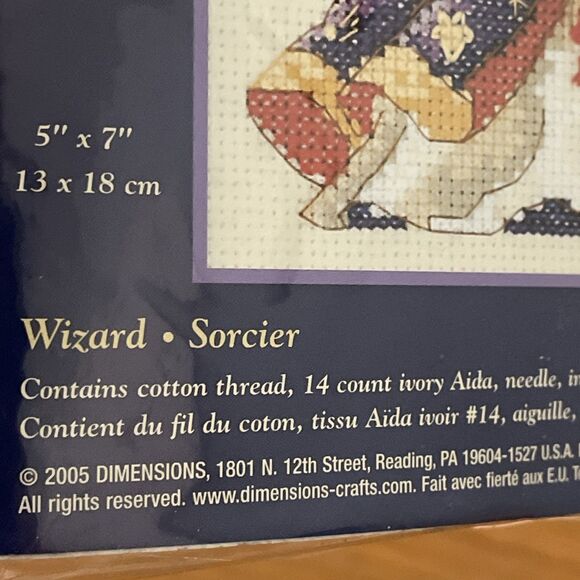 5" x 7"
13 x 18 cm
Wizard • Sorcier
Contains cotton thread, 14 count ivory Aida, needle,
Contient du fil du coton, tissu Aïda ivoir #14, aiguille,
© 2005 DIMENSIONS, 1801 N. 12th Street, Reading, PA 19604-1527 U.S.A.
All rights reserved. www.dimensions-crafts.com. Fait avec fierté aux E.U.